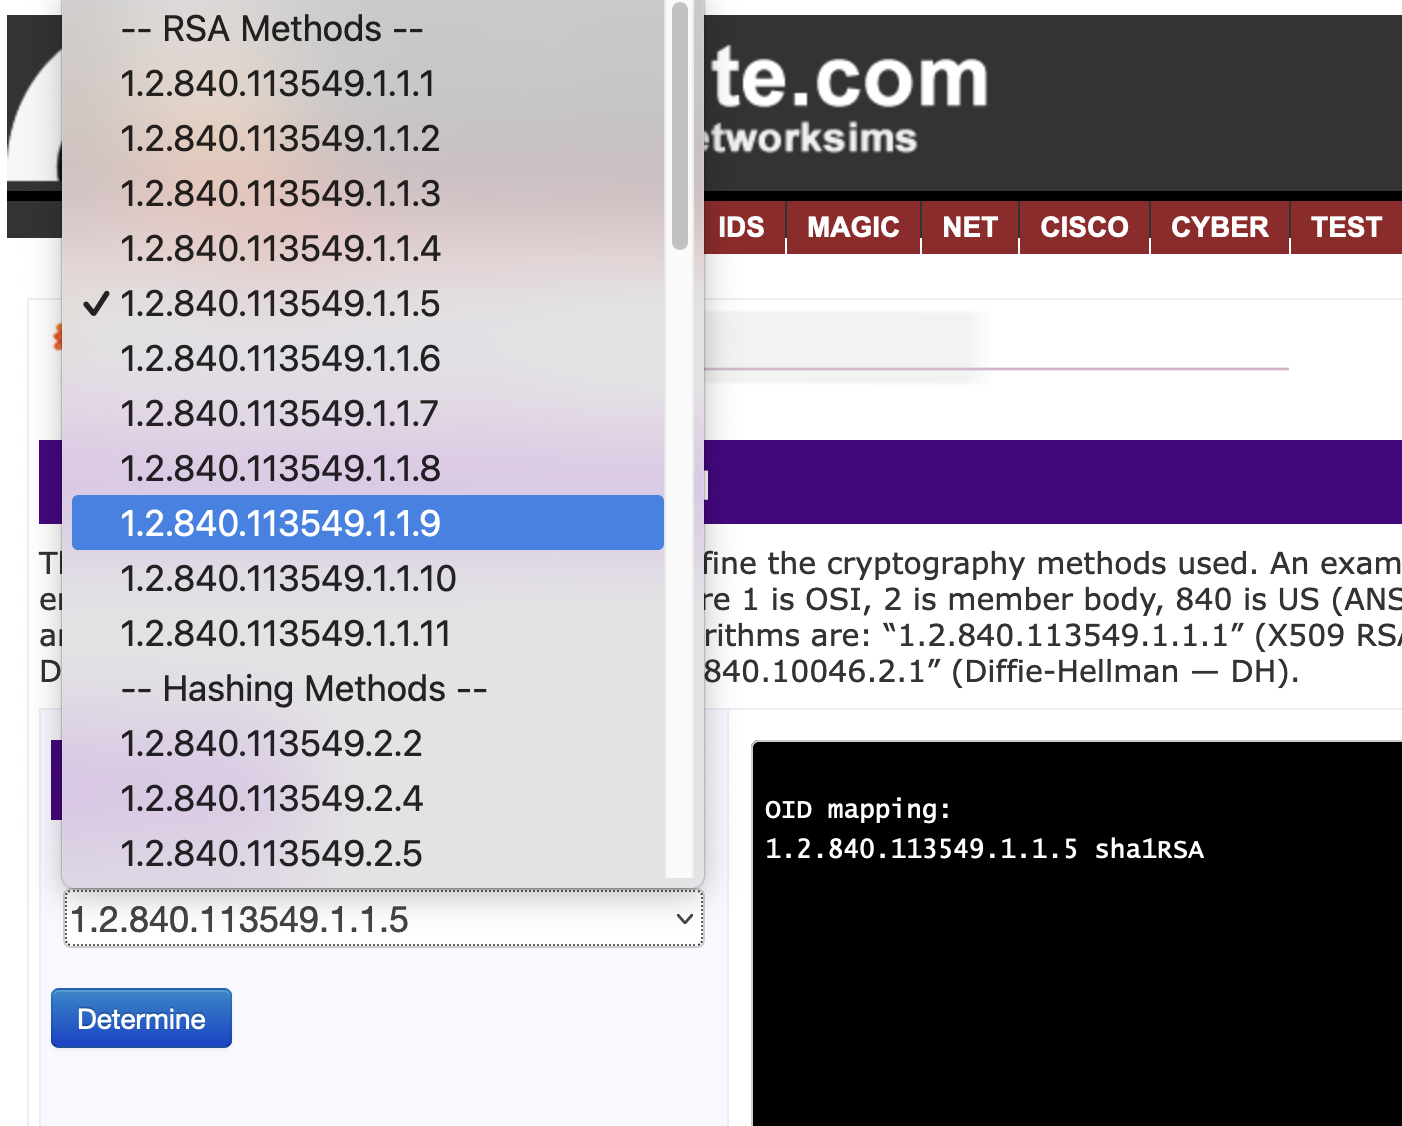 -- RSA Methods --
1.2.840.113549.1.1.1
1.2.840.113549.1.1.2
1.2.840.113549.1.1.3
1.2.840.113549.1.1.4
✓ 1.2.840.113549.1.1.5
1.2.840.113549.1.1.6
1.2.840.113549.1.1.7
1.2.840.113549.1.1.8
1.2.840.113549.1.1.9
1.2.840.113549.1.1.10
1.2.840.113549.1.1.11
-- Hashing Methods --
1.2.840.113549.2.2
1.2.840.113549.2.4
1.2.840.113549.2.5
1.2.840.113549.1.1.5
Determine
te.com
etworksims
IDS MAGIC NET CISCO CYBER TEST
fine the cryptography methods used. An exam
re 1 is OSI, 2 is member body, 840 is US (ANS
rithms are: “1.2.840.113549.1.1.1” (X509 RSA
840.10046.2.1” (Diffie-Hellman — DH).
OID mapping:
1.2.840.113549.1.1.5 sha1RSA